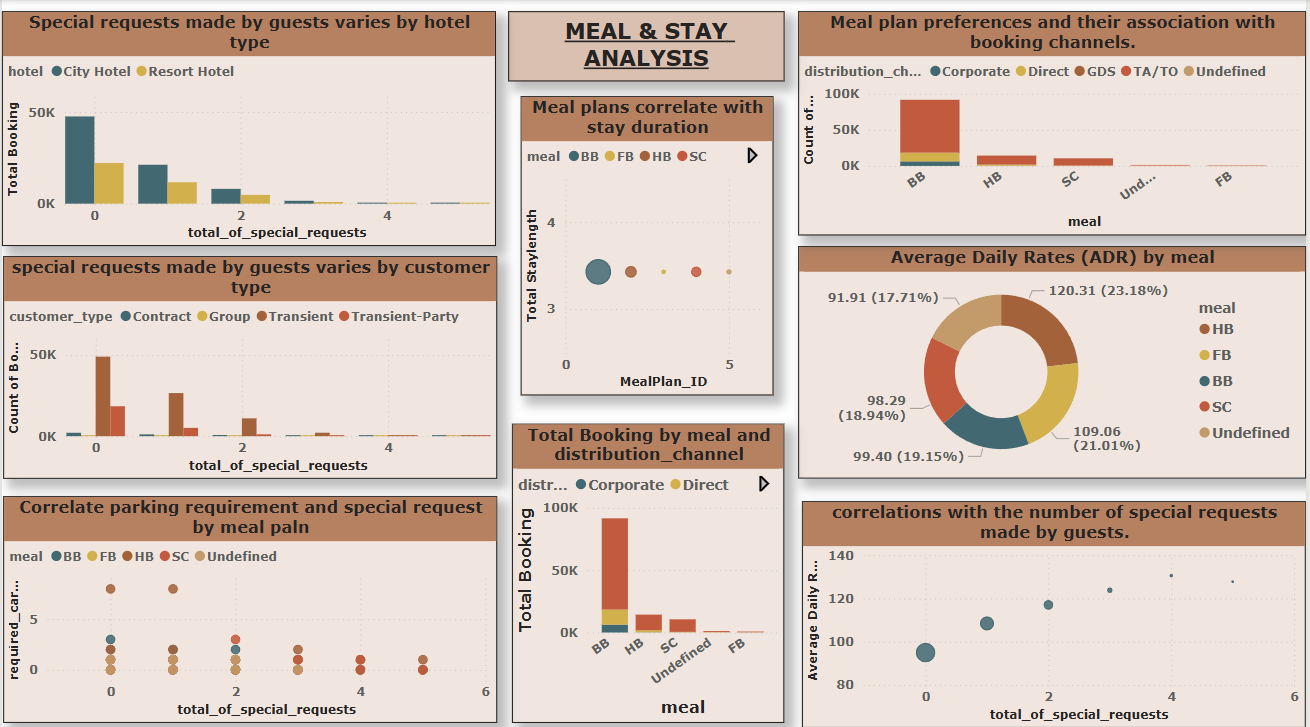 Special requests made by guests varies by hotel
type
hotel City Hotel Resort Hotel
Total Booking
50K
0K
0 2 4
total_of_special_requests
special requests made by guests varies by customer
type
customer_type Contract Group Transient Transient-Party
Count of Bo...
50K
0K
0 2 4
total_of_special_requests
Correlate parking requirement and special request
by meal paln
meal BB FB HB SC Undefined
required_car...
5
0
0 2 4 6
total_of_special_requests
MEAL & STAY
ANALYSIS
Meal plans correlate with
stay duration
meal BB FB HB SC
Total Staylength
4
3
0 5
MealPlan_ID
Total Booking by meal and
distribution_channel
distr... Corporate Direct
Total Booking
100K
50K
0K
BB HB SC Undefined FB
meal
Meal plan preferences and their association with
booking channels.
distribution_ch... Corporate Direct GDS TA/TO Undefined
Count of...
100K
50K
0K
BB HB SC Und... FB
meal
Average Daily Rates (ADR) by meal
91.91 (17.71%)
120.31 (23.18%)
98.29
(18.94%)
99.40 (19.15%)
109.06
(21.01%)
meal
HB
FB
BB
SC
Undefined
correlations with the number of special requests
made by guests.
Average Daily R...
140
120
100
80
0 2 4 6
total_of_special_requests